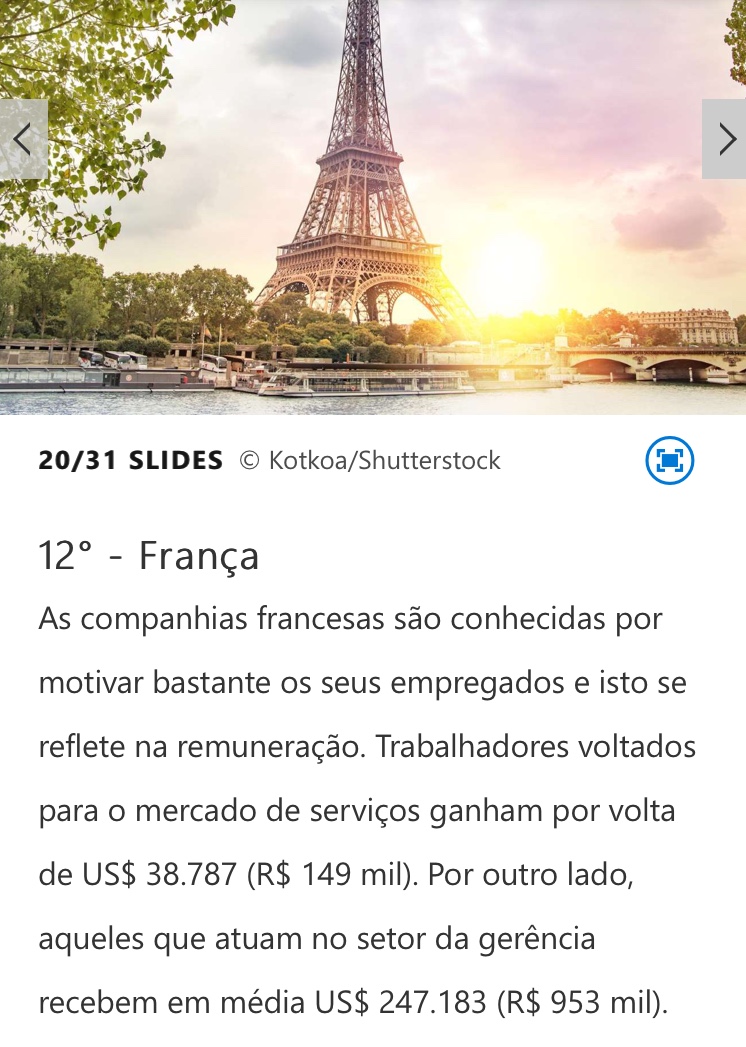 20/31 SLIDES © Kotkoa/Shutterstock
12° - França
As companhias francesas são conhecidas por
motivar bastante os seus empregados e isto se
reflete na remuneração. Trabalhadores voltados
para o mercado de serviços ganham por volta
de US$ 38.787 (R$ 149 mil). Por outro lado,
aqueles que atuam no setor da gerência
recebem em média US$ 247.183 (R$ 953 mil).